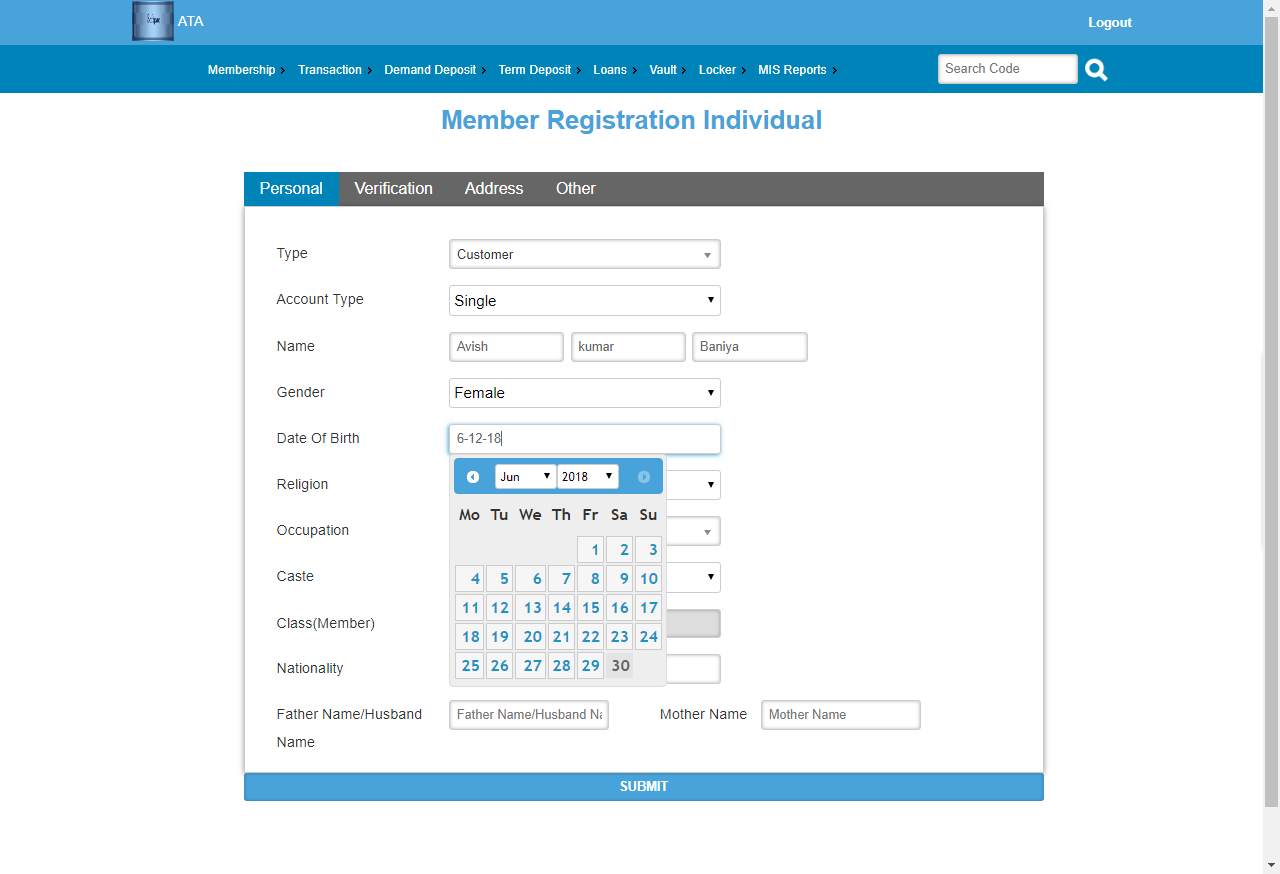 ATA
Logout
Membership Transaction Demand Deposit Term Deposit Loans Vault Locker MIS Reports Search Code
Member Registration Individual
Personal Verification Address Other
Type Customer
Account Type Single
Name Avish kumar Baniya
Gender Female
Date Of Birth 6-12-18
Jun 2018
Religion
Mo Tu We Th Fr Sa Su
Occupation
1 2 3
Caste
4 5 6 7 8 9 10
11 12 13 14 15 16 17
Class(Member)
18 19 20 21 22 23 24
Nationality
25 26 27 28 29 30
Father Name/Husband Name
Father Name/Husband Na
Mother Name Mother Name
SUBMIT